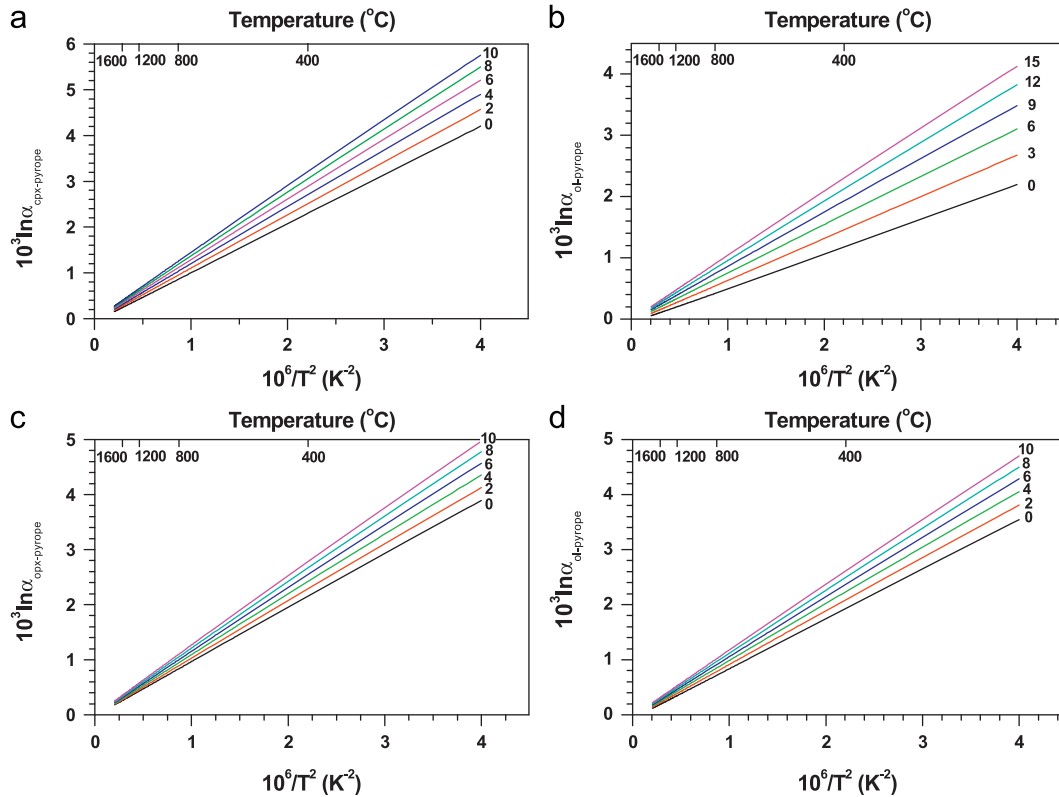 a
Temperature (°C)
1600 1200 800 400
6
5
4
3
2
1
0
10³lnα cpx-pyrope
10
8
6
4
2
0
0 1 2 3 4
10⁶/T² (K⁻²)
b
Temperature (°C)
1600 1200 800 400
4
3
2
1
0
10³lnα ol-pyrope
15
12
9
6
3
0
0 1 2 3 4
10⁶/T² (K⁻²)
c
Temperature (°C)
1600 1200 800 400
5
4
3
2
1
0
10³lnα opx-pyrope
10
8
6
4
2
0
0 1 2 3 4
10⁶/T² (K⁻²)
d
Temperature (°C)
1600 1200 800 400
5
4
3
2
1
0
10³lnα ol-pyrope
10
8
6
4
2
0
0 1 2 3 4
10⁶/T² (K⁻²)